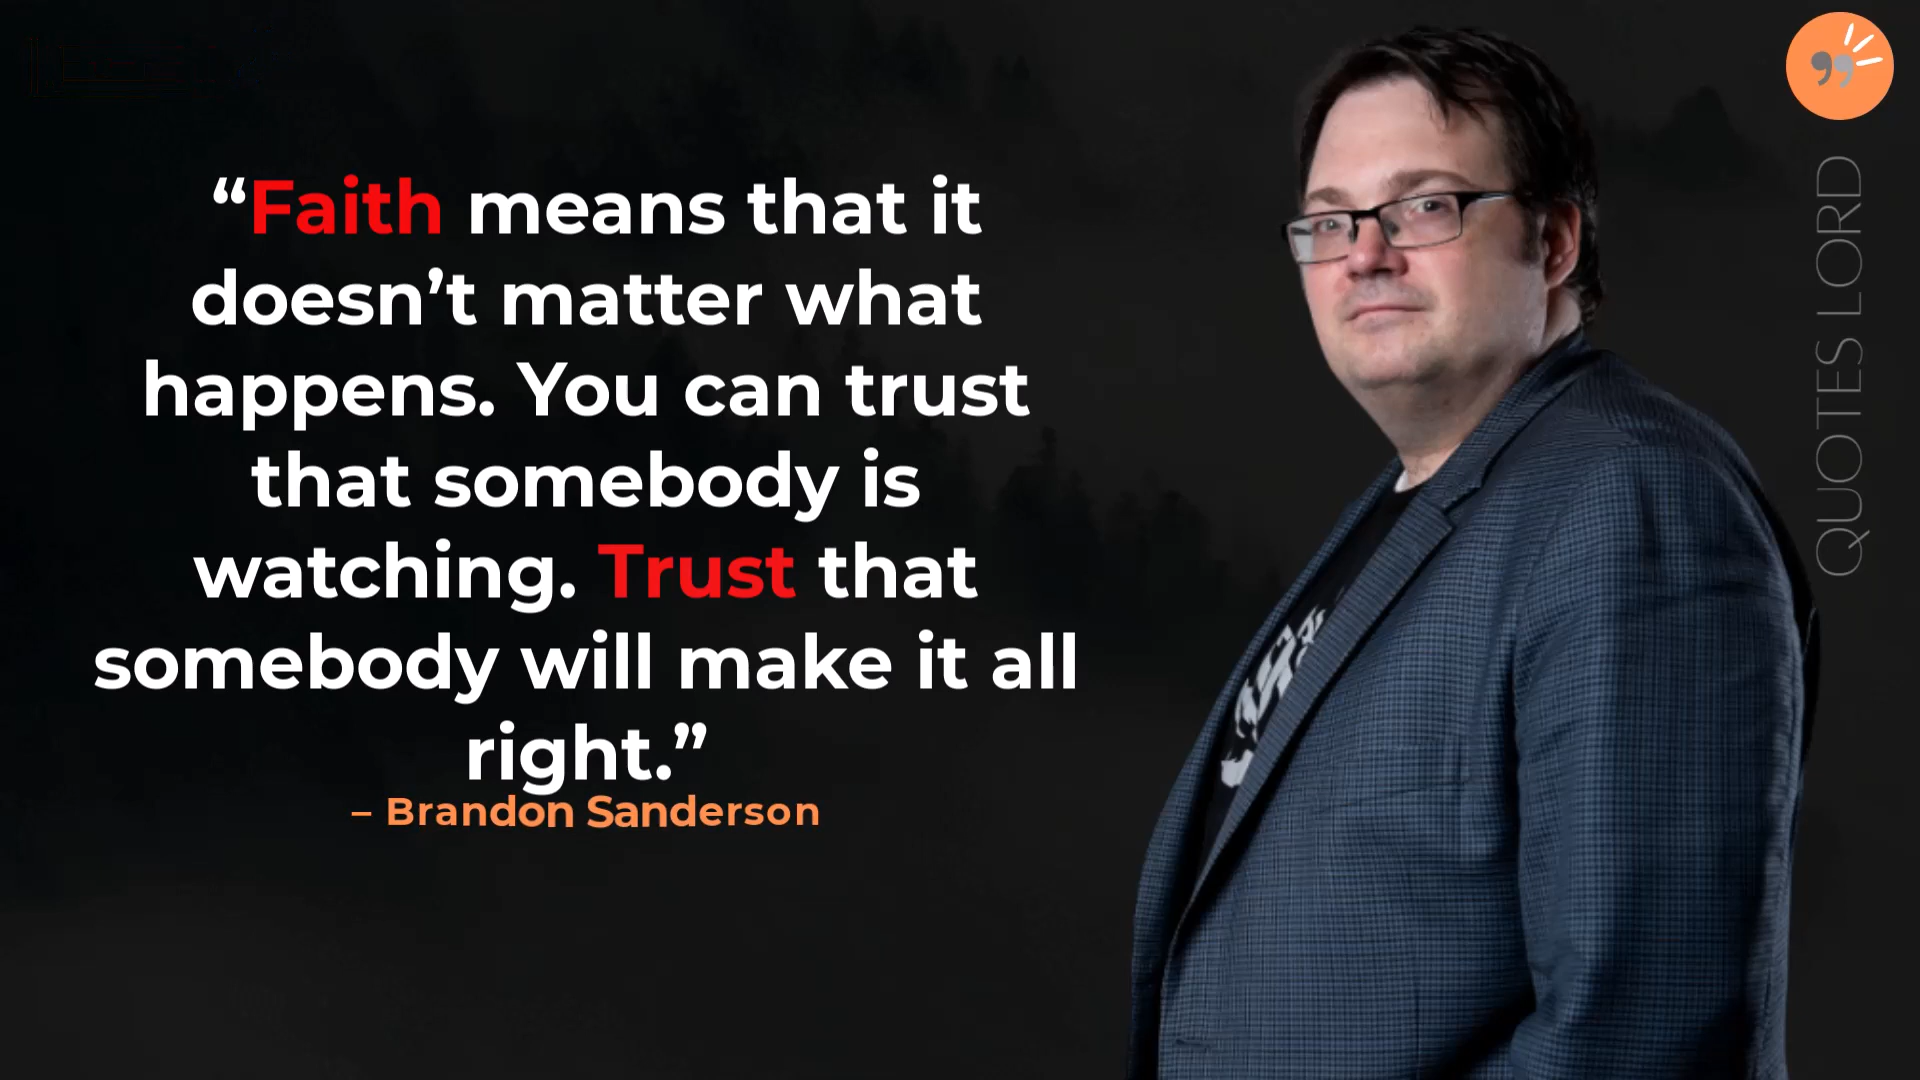 “Faith means that it
doesn’t matter what
happens. You can trust
that somebody is
watching. Trust that
somebody will make it all
right.”
– Brandon Sanderson
QUOTES LORD